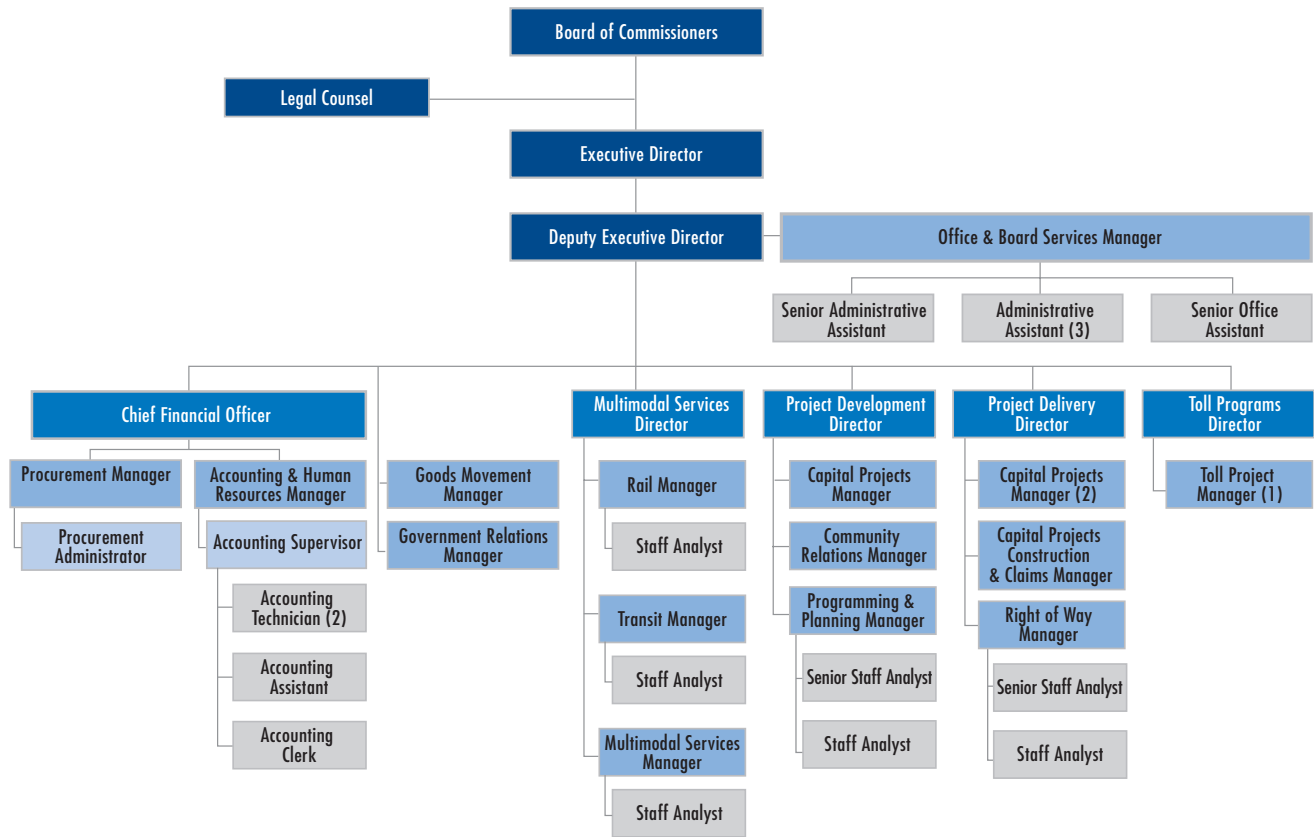 Board of Commissioners
Legal Counsel
Executive Director
Deputy Executive Director
Office & Board Services Manager
Senior Administrative
Assistant
Administrative
Assistant (3)
Senior Office
Assistant
Chief Financial Officer
Procurement Manager
Procurement
Administrator
Accounting & Human
Resources Manager
Accounting Supervisor
Accounting
Technician (2)
Accounting
Assistant
Accounting
Clerk
Goods Movement
Manager
Government Relations
Manager
Multimodal Services
Director
Rail Manager
Staff Analyst
Transit Manager
Staff Analyst
Multimodal Services
Manager
Staff Analyst
Project Development
Director
Capital Projects
Manager
Community
Relations Manager
Programming &
Planning Manager
Senior Staff Analyst
Staff Analyst
Project Delivery
Director
Capital Projects
Manager (2)
Capital Projects
Construction
& Claims Manager
Right of Way
Manager
Senior Staff Analyst
Staff Analyst
Toll Programs
Director
Toll Project
Manager (1)